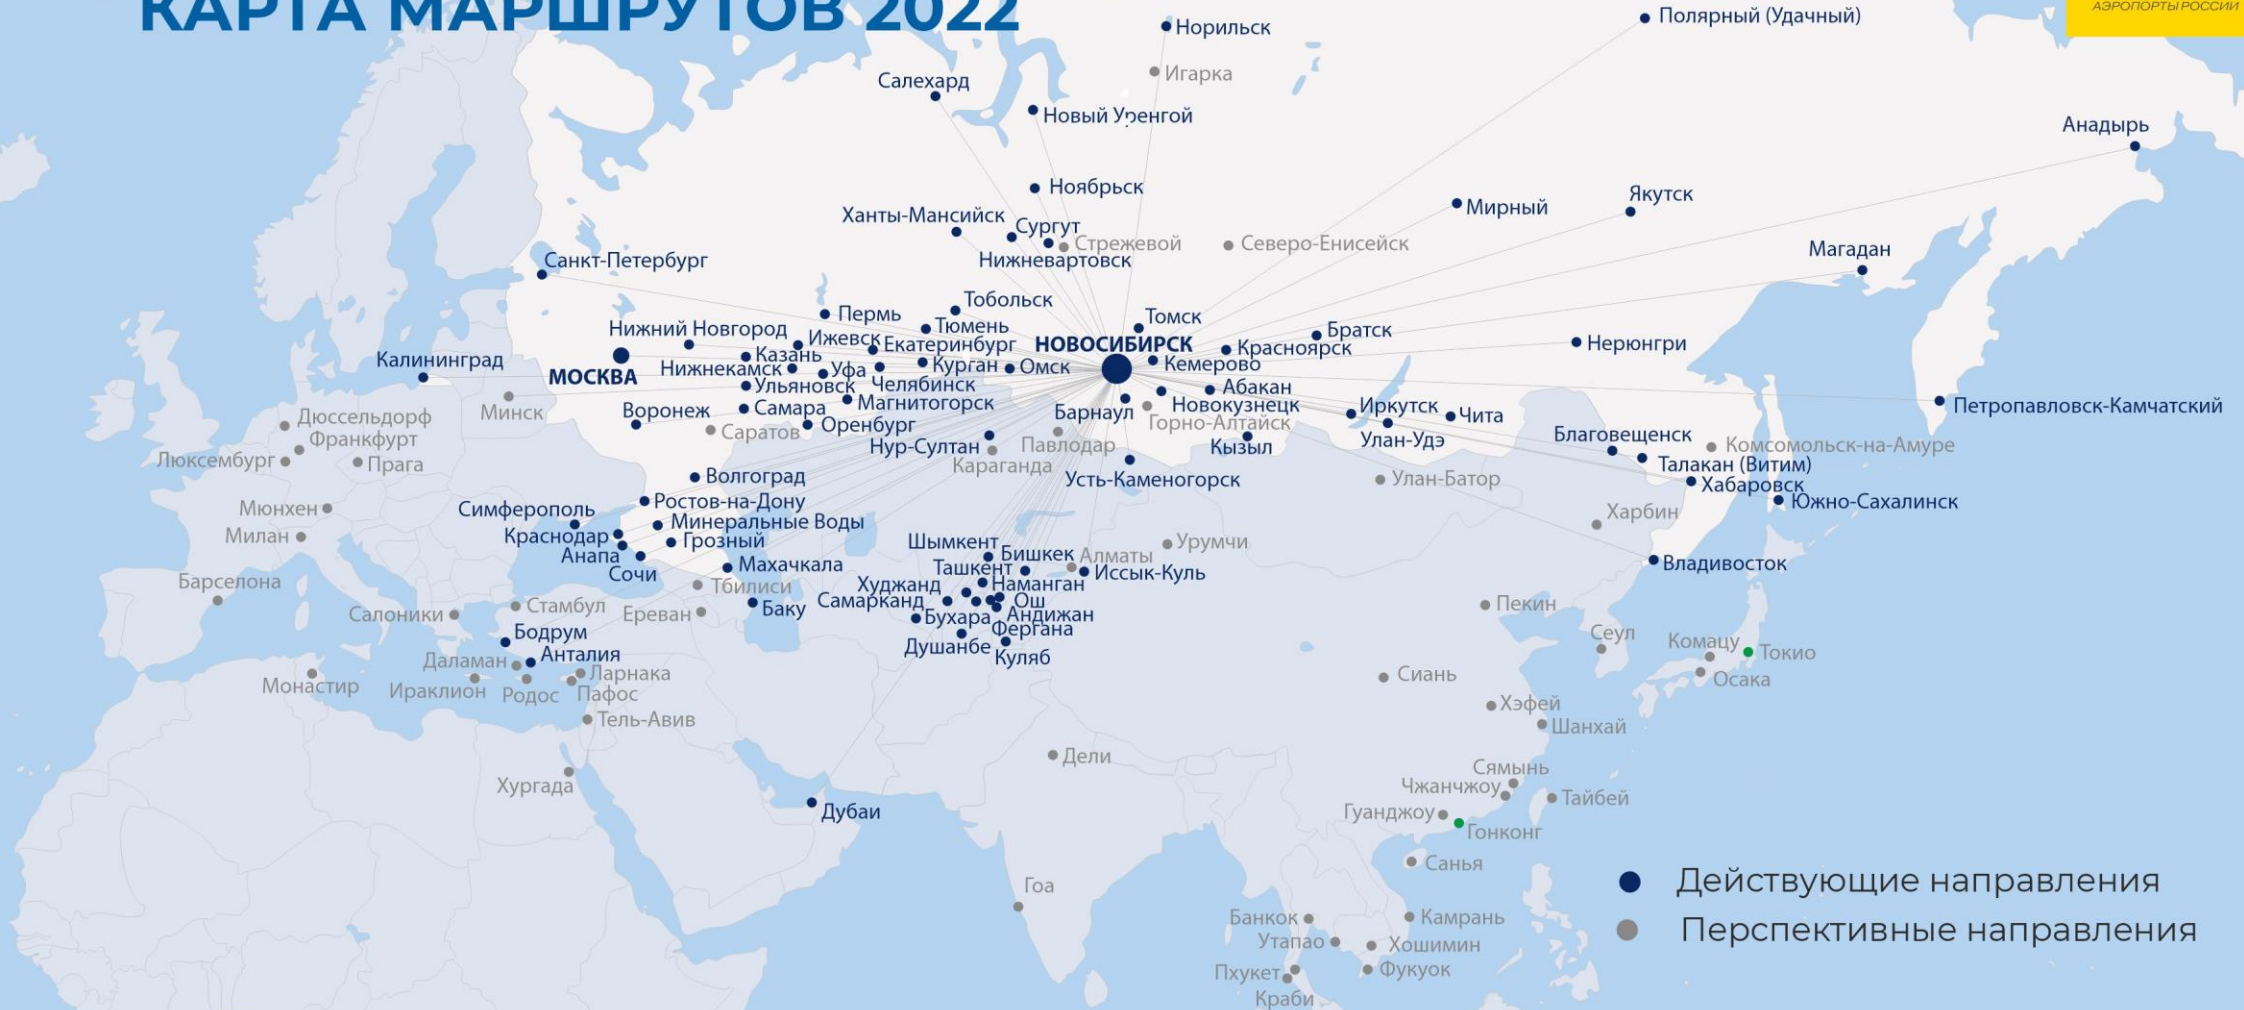 КАРТА МАРШРУТОВ 2022
АЭРОПОРТЫ РОССИИ
Норильск
Полярный (Удачный)
Игарка
Салехард
Новый Уренгой
Анадырь
Ноябрьск
Якутск
Мирный
Ханты-Мансийск
Сургут
Стрежевой
Северо-Енисейск
Магадан
Нижневартовск
Санкт-Петербург
Тобольск
Пермь
Томск
Тюмень
Нижний Новгород
Ижевск
Екатеринбург
НОВОСИБИРСК
Братск
Красноярск
Нерюнгри
Казань
Калининград
Нижнекамск
Уфа
Курган
Омск
Кемерово
МОСКВА
Ульяновск
Челябинск
Абакан
Магнитогорск
Новокузнецк
Иркутск
Чита
Петропавловск-Камчатский
Минск
Воронеж
Самара
Барнаул
Горно-Алтайск
Дюссельдорф
Саратов
Оренбург
Улан-Удэ
Благовещенск
Франкфурт
Нур-Султан
Павлодар
Кызыл
Комсомольск-на-Амуре
Люксембург
Прага
Караганда
Талакан (Витим)
Волгоград
Усть-Каменогорск
Улан-Батор
Хабаровск
Ростов-на-Дону
Южно-Сахалинск
Мюнхен
Симферополь
Минеральные Воды
Харбин
Милан
Краснодар
Грозный
Шымкент
Урумчи
Анапа
Бишкек
Алматы
Махачкала
Ташкент
Иссык-Куль
Владивосток
Сочи
Барселона
Тбилиси
Худжанд
Наманган
Самарканд
Ош
Стамбул
Ереван
Баку
Пекин
Салоники
Бухара
Андижан
Фергана
Бодрум
Сеул
Комацу
Душанбе
Куляб
Токио
Анталия
Даламан
Ларнака
Сиань
Осака
Монастир
Ираклион
Родос
Пафос
Хэфей
Тель-Авив
Шанхай
Дели
Сямынь
Хургада
Чжанчжоу
Тайбей
Дубаи
Гуанджоу
Гонконг
Санья
Действующие направления
Гоа
Банкок
Камрань
Перспективные направления
Утапао
Хошимин
Пхукет
Фукуок
Краби